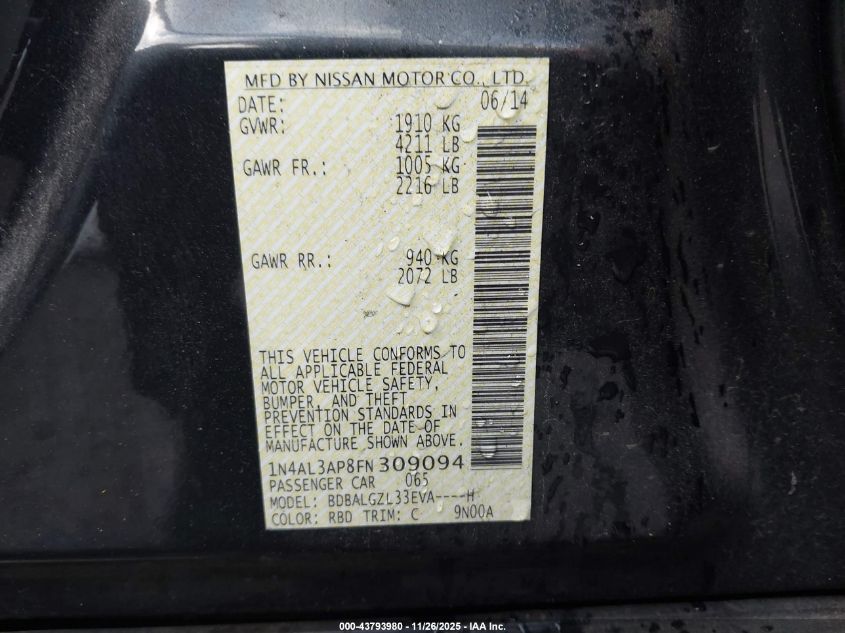 MFD BY NISSAN MOTOR CO., LTD.
DATE: 06/14
GVWR: 1910 KG
4211 LB
GAWR FR.: 1005 KG
2216 LB
GAWR RR.: 940 KG
2072 LB
THIS VEHICLE CONFORMS TO
ALL APPLICABLE FEDERAL
MOTOR VEHICLE SAFETY,
BUMPER, AND THEFT
PREVENTION STANDARDS IN
EFFECT ON THE DATE OF
MANUFACTURE SHOWN ABOVE.
1N4AL3AP8FN 309094
PASSENGER CAR 065
MODEL: BDBALGZL33EVA----H
COLOR: RBD TRIM: C 9N00A
000-43793980 - 11/26/2025 - IAA Inc.